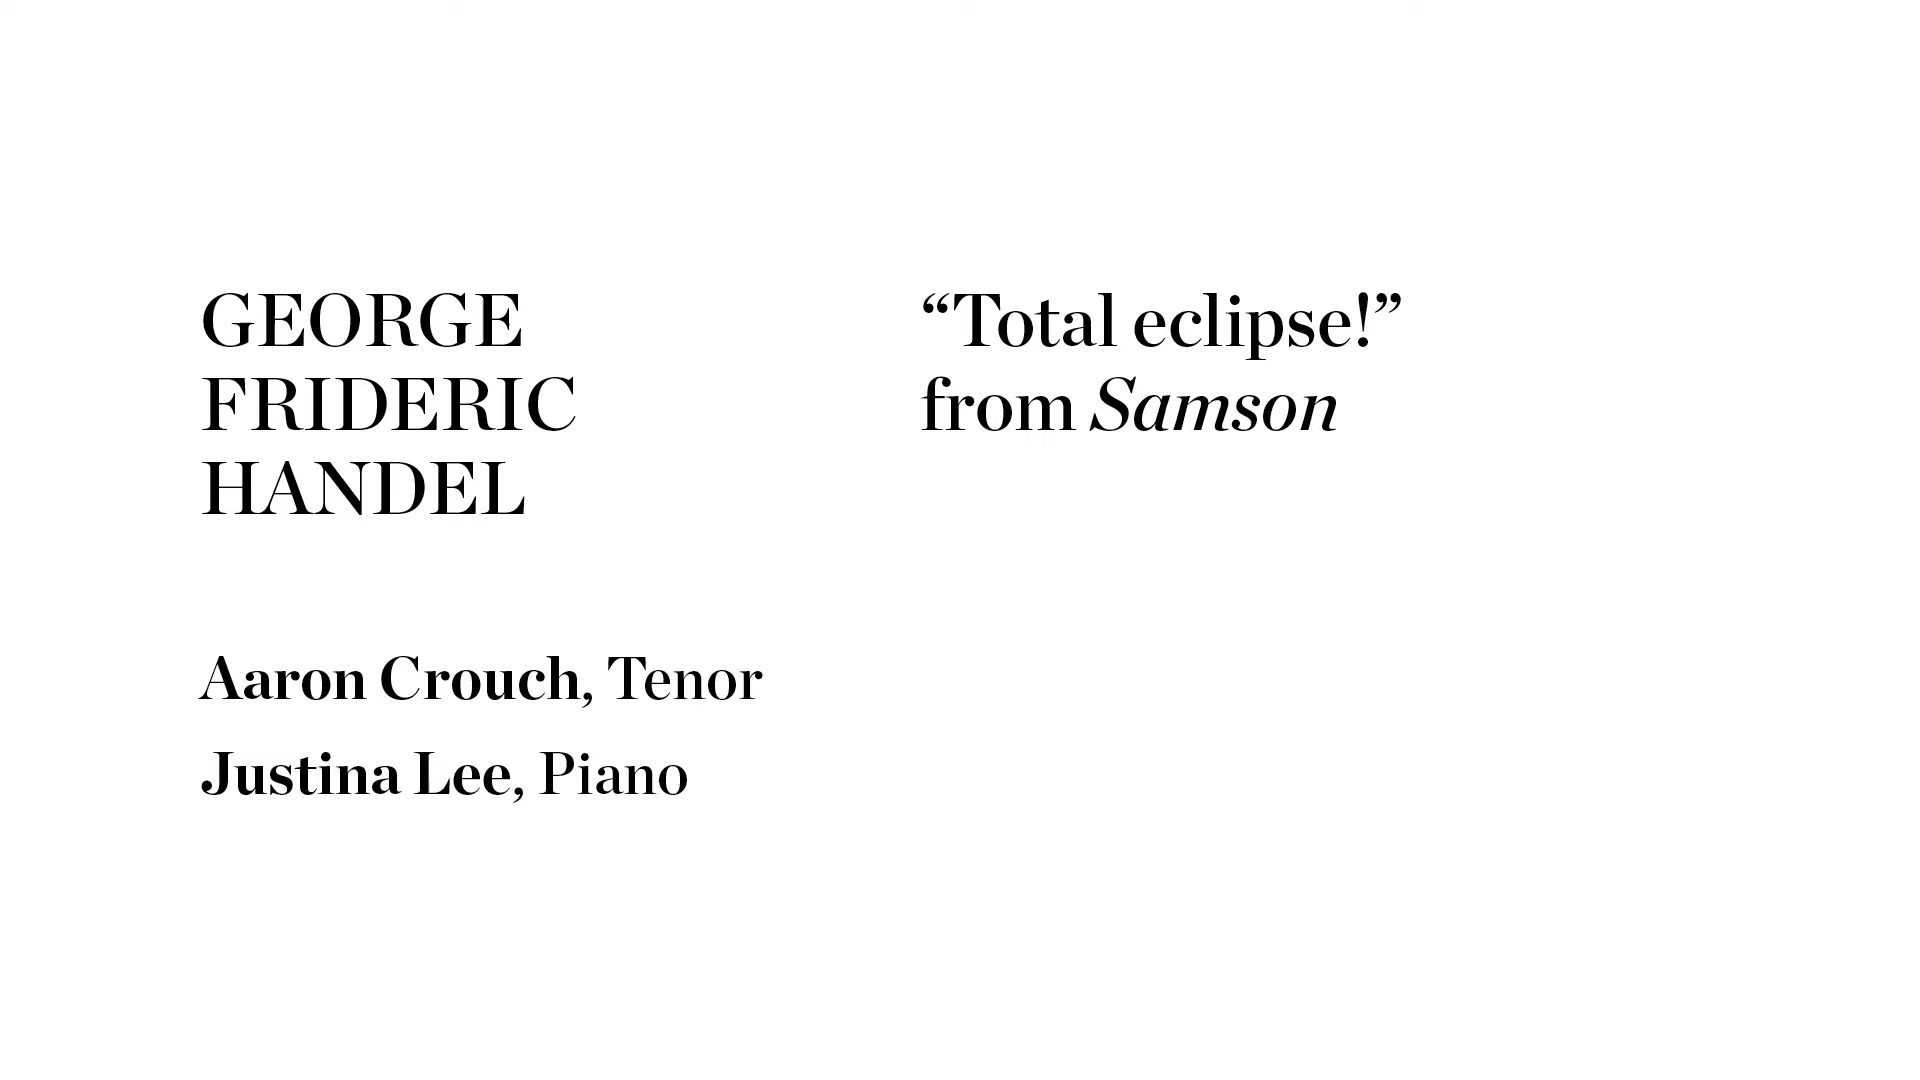 GEORGE
FRIDERIC
HANDEL
“Total eclipse!”
from Samson
Aaron Crouch, Tenor
Justina Lee, Piano